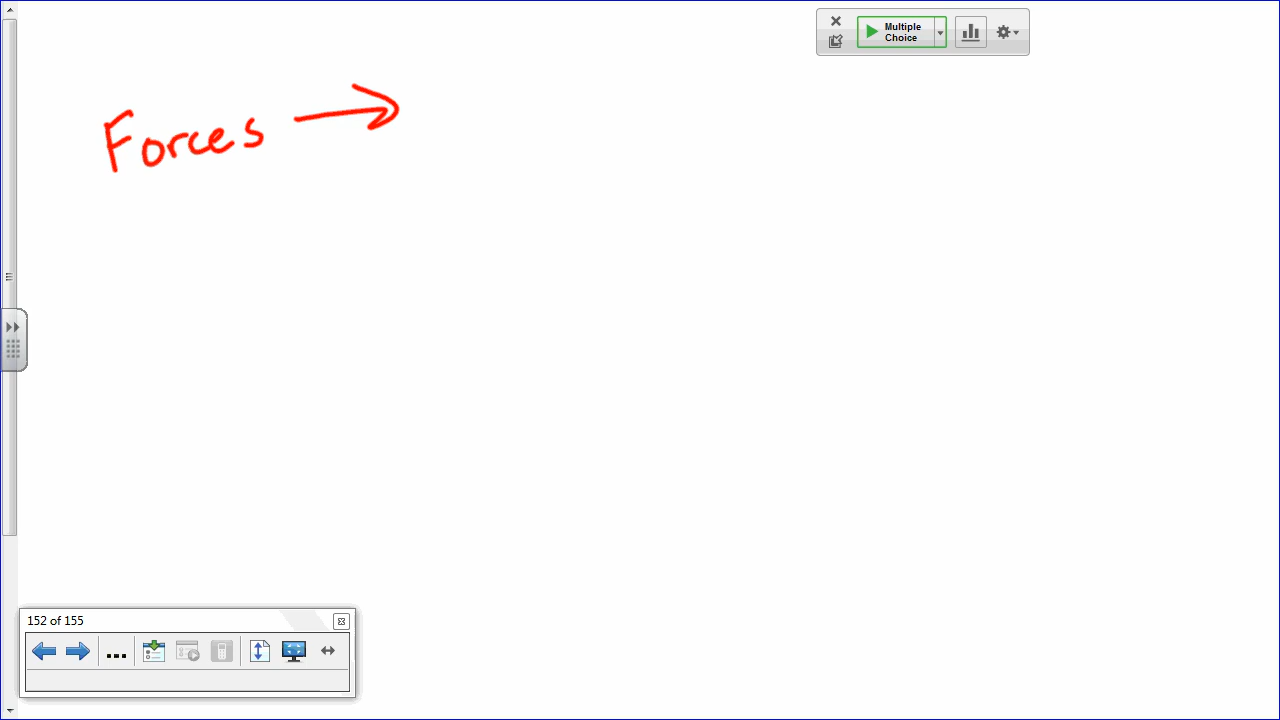 Multiple
Choice
Forces →
152 of 155
...